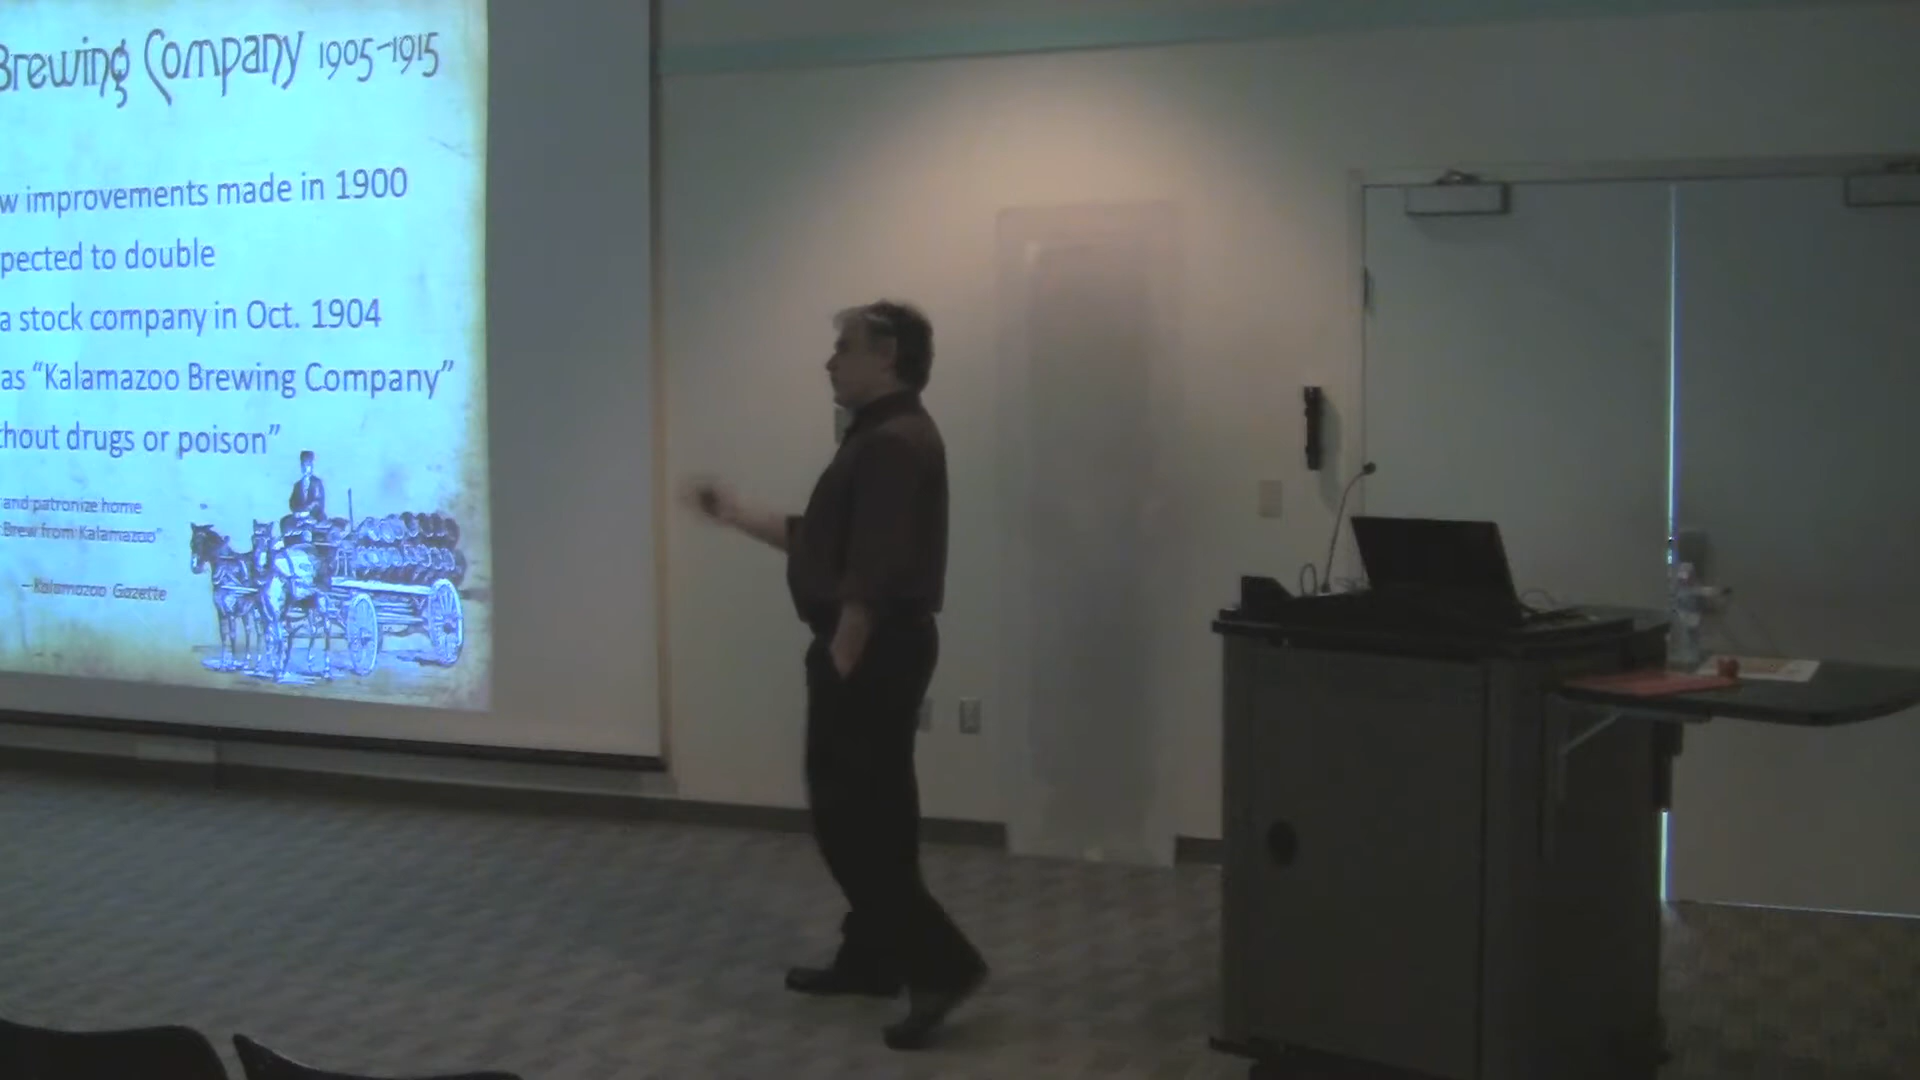 Brewing Company 1905-1915
w improvements made in 1900
pected to double
a stock company in Oct. 1904
as “Kalamazoo Brewing Company”
thout drugs or poison”
and patronize home
Brew from Kalamazoo”
—Kalamazoo Gazette